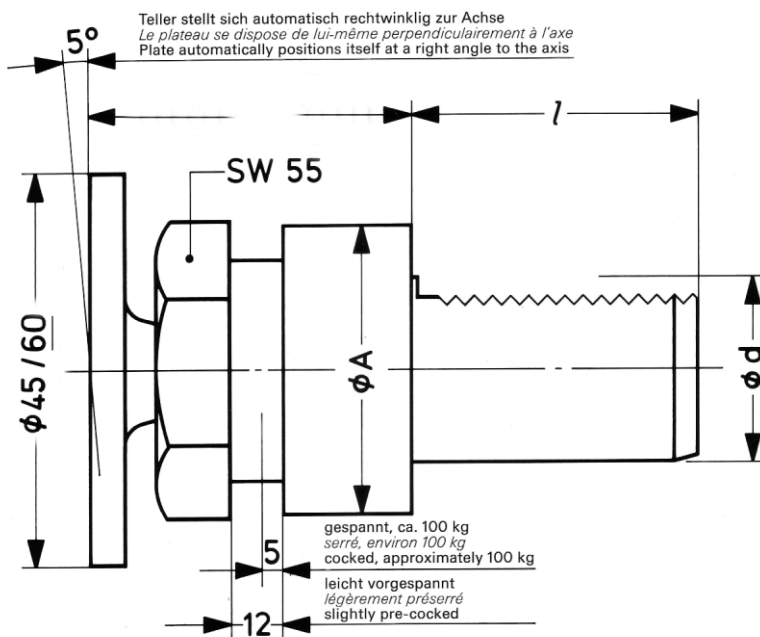 Teller stellt sich automatisch rechtwinklig zur Achse
Le plateau se dispose de lui-même perpendiculairement à l'axe
Plate automatically positions itself at a right angle to the axis
5°
l
SW 55
ϕ45/60
ϕA
ϕd
5
gespannt, ca. 100 kg
serré, environ 100 kg
cocked, approximately 100 kg
12
leicht vorgespannt
légèrement préserré
slightly pre-cocked